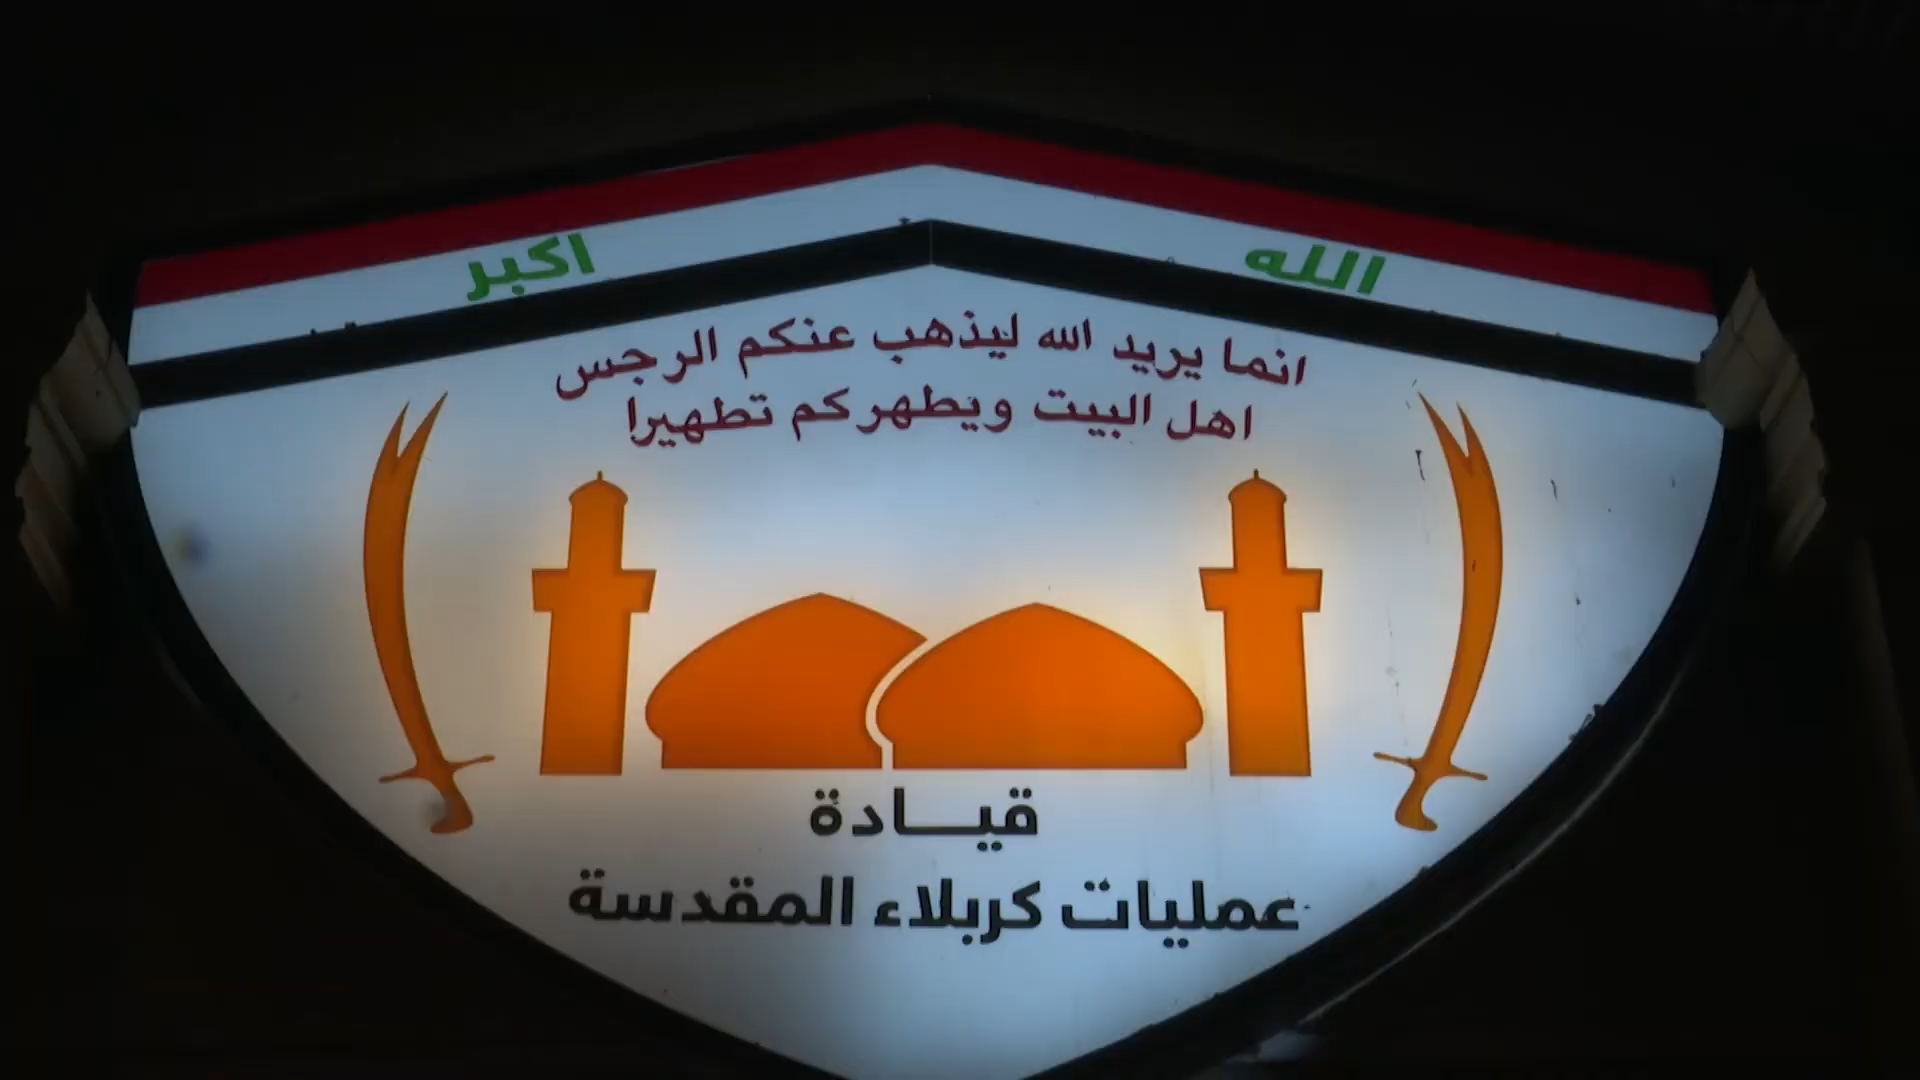 الله اكبر
انما يريد الله ليذهب عنكم الرجس
اهل البيت ويطهركم تطهيرا
قيـــادة
عمليات كربلاء المقدسة